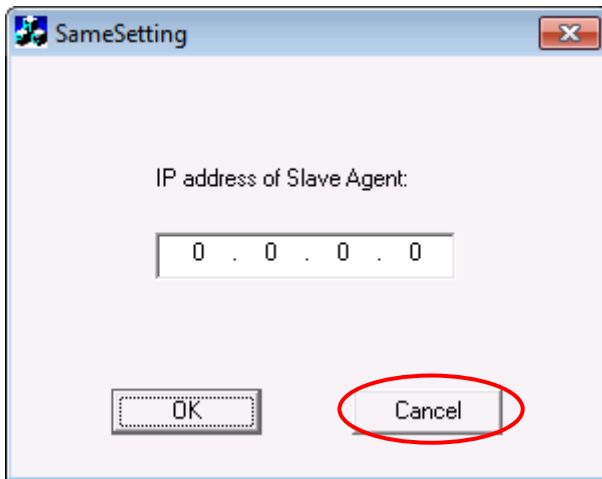 SameSetting
IP address of Slave Agent:
0 . 0 . 0 . 0
OK Cancel